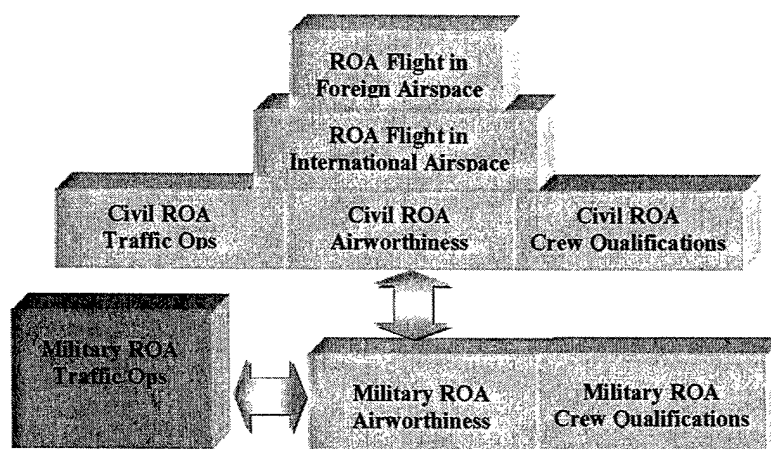 ROA Flight in
Foreign Airspace
ROA Flight in
International Airspace
Civil ROA
Traffic Ops
Civil ROA
Airworthiness
Civil ROA
Crew Qualifications
Military ROA
Traffic Ops
Military ROA
Airworthiness
Military ROA
Crew Qualifications